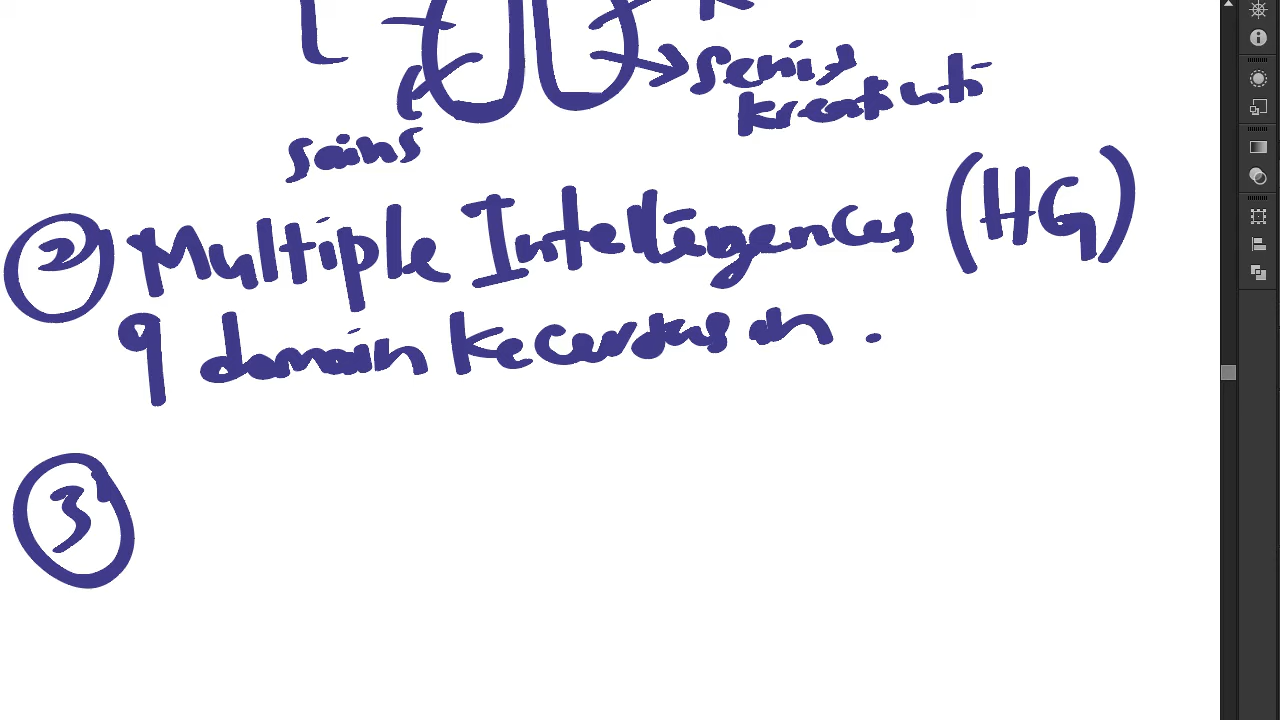 L
K
seni,
kreativiti
sains
2 Multiple Intelligences (HG)
9 domain kecerdasan.
3